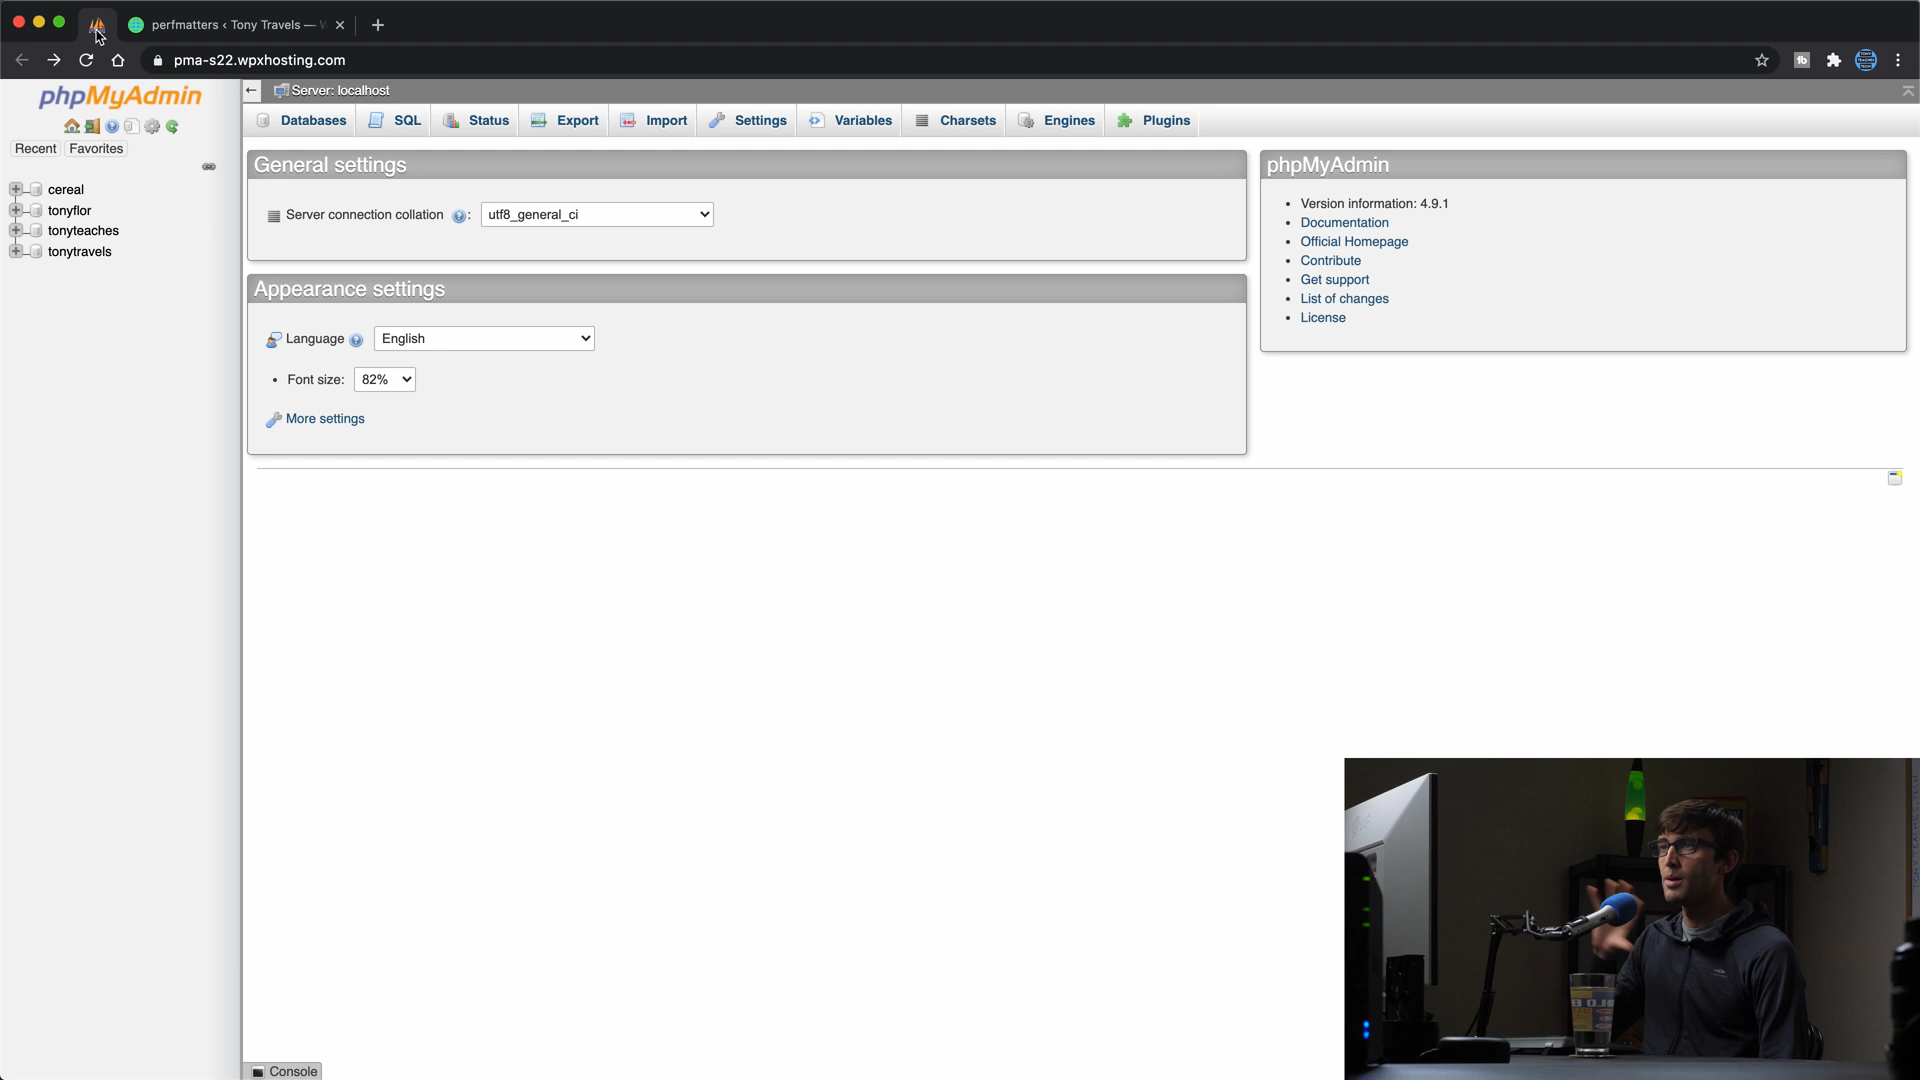 perfmatters ‹ Tony Travels —
pma-s22.wpxhosting.com
phpMyAdmin
Recent
Favorites
cereal
tonyflor
tonyteaches
tonytravels
Server: localhost
Databases
SQL
Status
Export
Import
Settings
Variables
Charsets
Engines
Plugins
General settings
Server connection collation
:
utf8_general_ci
Appearance settings
Language
English
Font size:
82%
More settings
phpMyAdmin
Version information: 4.9.1
Documentation
Official Homepage
Contribute
Get support
List of changes
License
Console